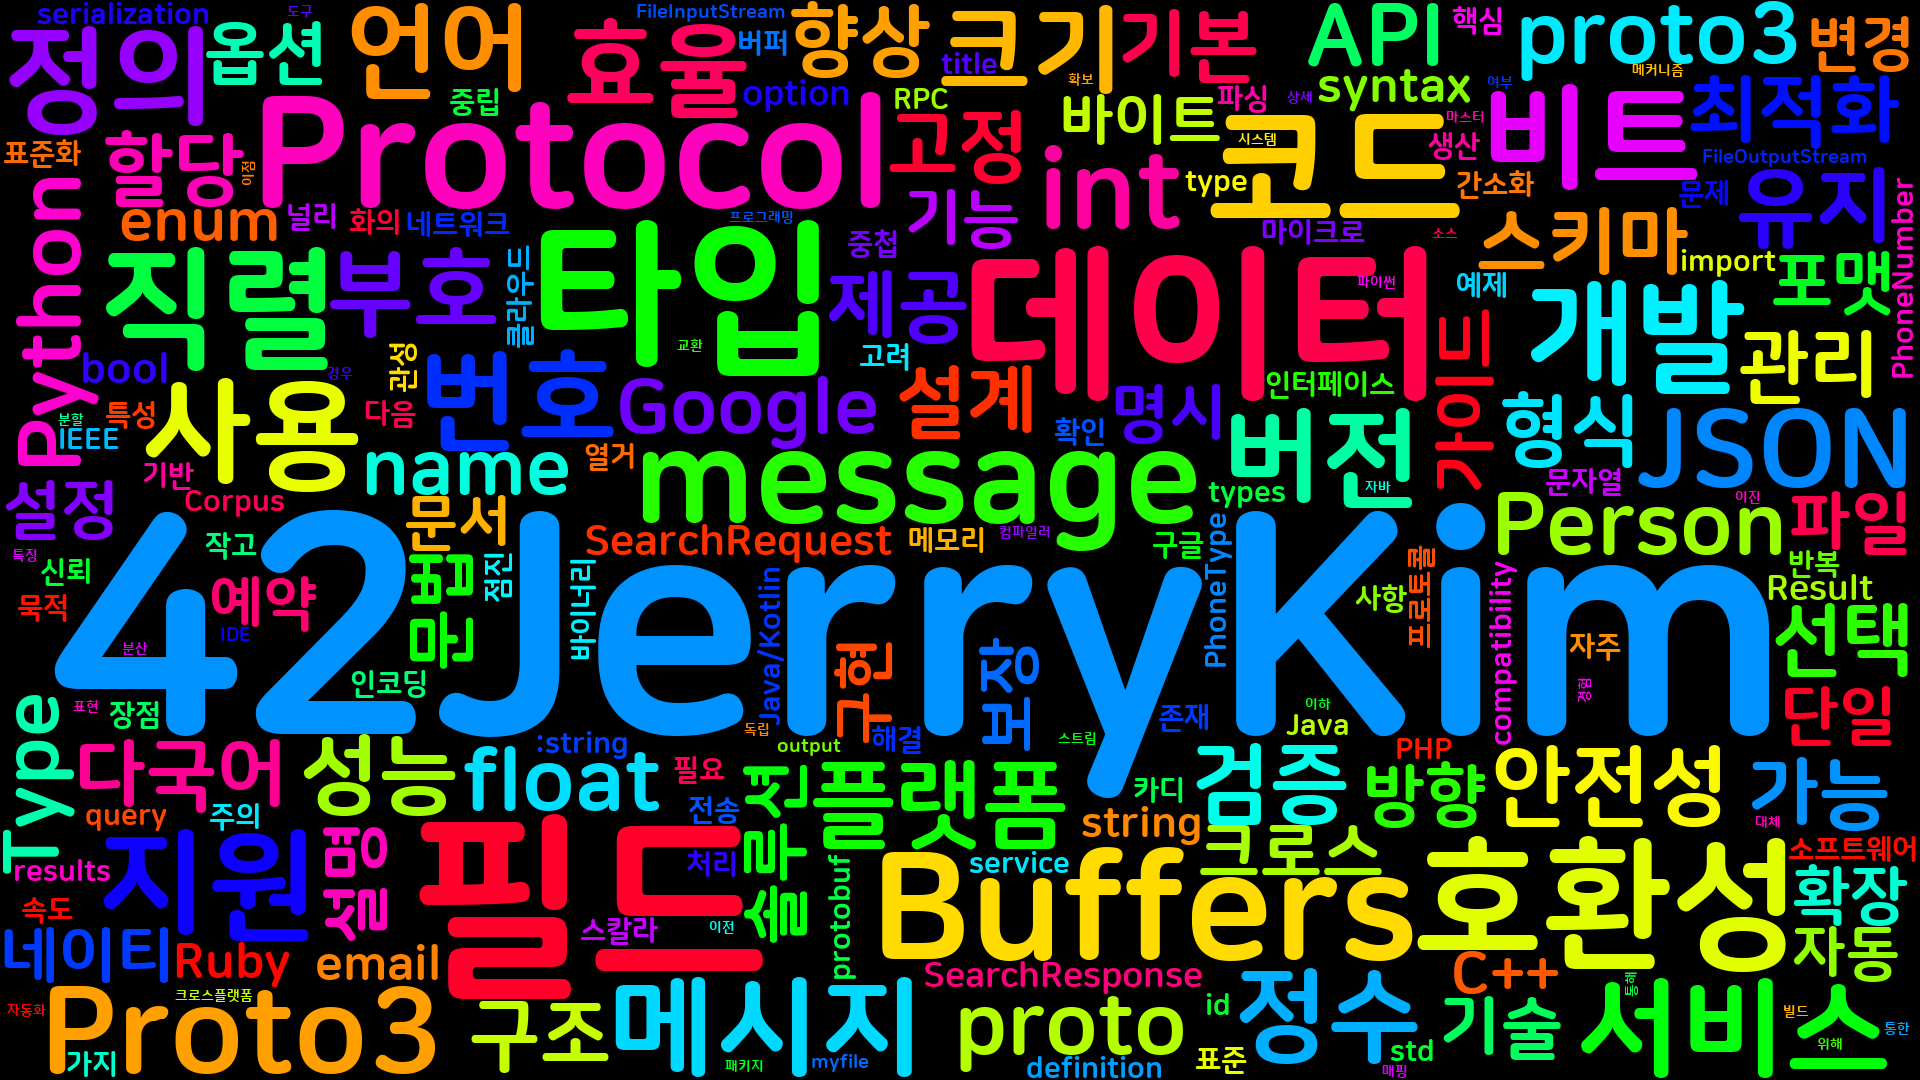 serialization
도구
FileInputStream
정의
옵션
언어
효율
버퍼
향상
크기
기본
API
핵심
proto3
변경
title
확보
메커니즘
중립
option
RPC
파싱
상세
syntax
여부
표준화
할당
이점
Protocol
고정
바이트
시스템
코드
마스터
생산
비트
최적화
FileOutputStream
Python
enum
널리
화의
네트워크
기능
프로그래밍
int
type
마이크로
간소화
소스
스키마
문제
유지
import
PhoneNumber
직렬
부호
클라우드
타입
중첩
제공
데이터
파이썬
예제
개발
포맷
bool
관성
경우
교환
고려
가이드
관리
분할
IEEE
특성
사용
다음
번호
Google
설계
인터페이스
명시
확인
버전
형식
JSON
설정
기반
Corpus
name
열거
message
types
자바
문자열
이진
Person
파일
문서
SearchRequest
메모리
컴파일러
구글
특징
신뢰
작고
묵적
예약
IDE
문법
점진
바이너리
42JerryKim
Java/Kotlin
구현
보장
PhoneType
사항
프로토콜
compatibility
자주
반복
Result
선택
분산
인코딩
경험
표현
장점
독립
output
해결
스트림
존재
이하
Java
단일
Type
다국어
성능
:string
float
필요
솔루션
플랫폼
카디
검증
PHP
방향
안전성
가능
query
주의
전송
string
대체
results
지원
설명
필드
처리
protobuf
Buffers
service
크로스
호환성
소프트웨어
확장
속도
스칼라
이전
네이티
Ruby
email
SearchResponse
C++
자동
통해
자동화
크로스플랫폼
Proto3
가지
구조
메시지
패키지
myfile
proto
id
definition
정수
표준
std
매핑
기술
서비스
빌드
위해
통한